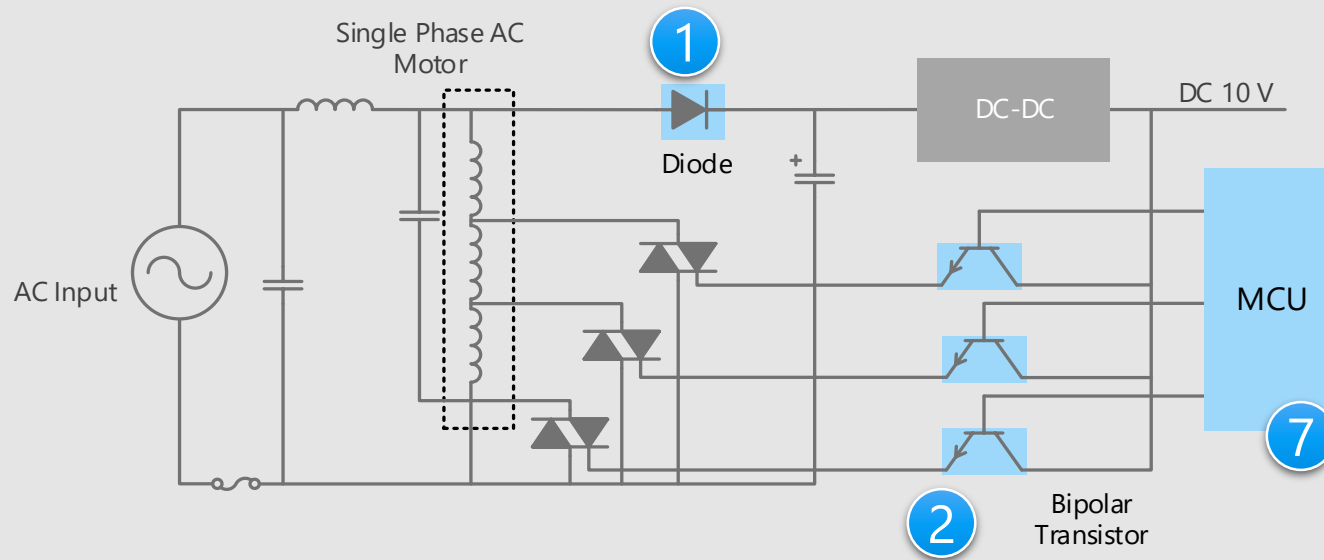 Single Phase AC
Motor
1
DC-DC
DC 10 V
Diode
+
AC Input
MCU
7
2
Bipolar
Transistor